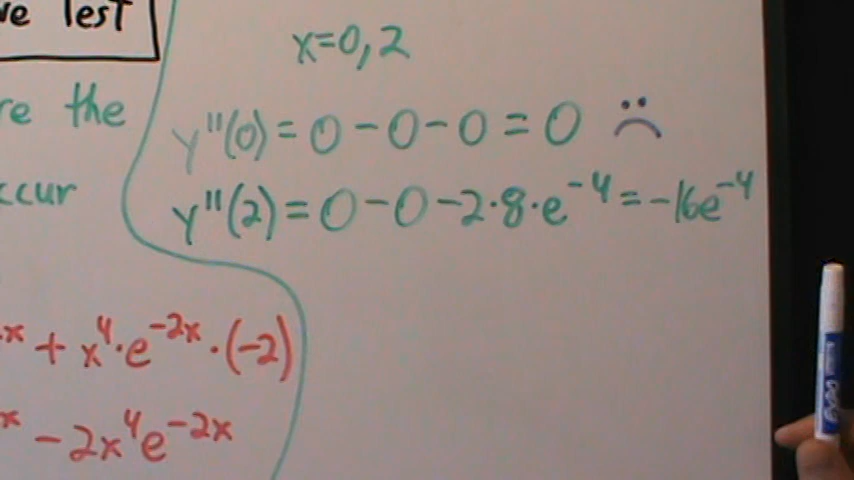 ve Test
x=0,2
re the
y''(0) = 0 - 0 - 0 = 0
ccur
y''(2) = 0 - 0 - 2·8·e^-4 = -16e^-4
x + x^4·e^-2x·(-2)
x - 2x^4e^-2x